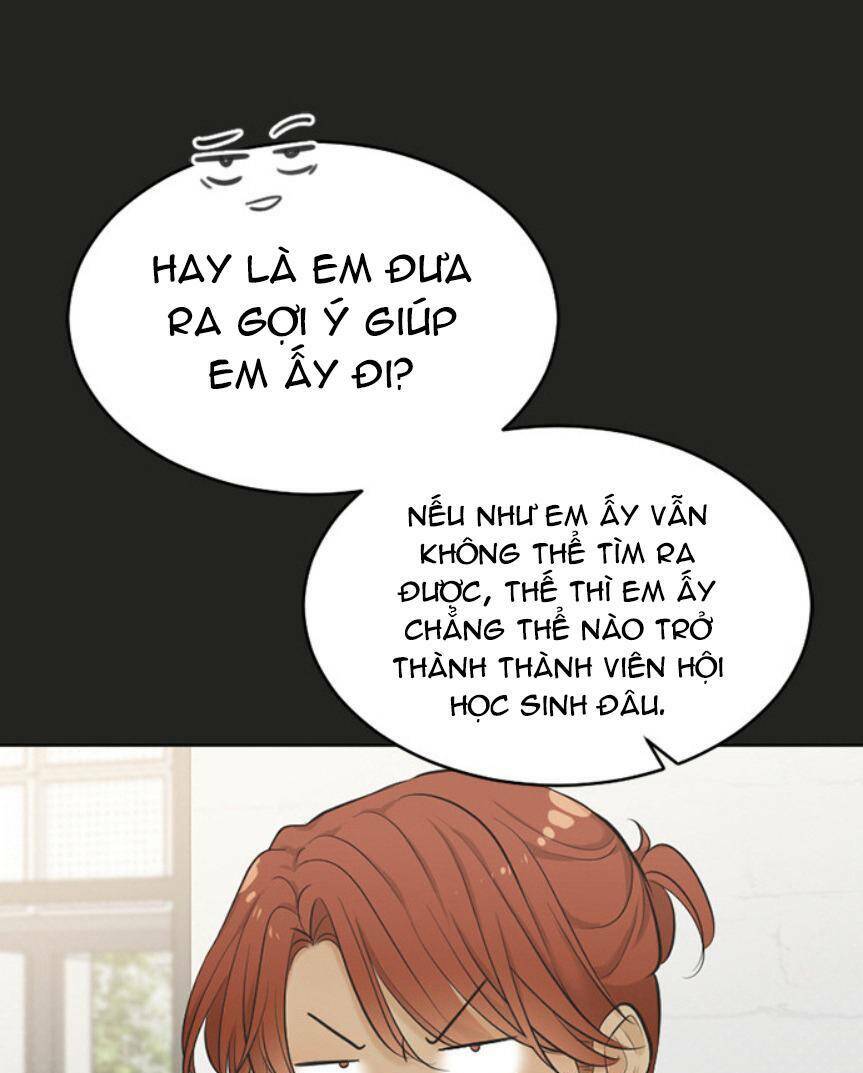 HAY LÀ EM ĐƯA
RA GỢI Ý GIÚP
EM ẤY ĐI?
NẾU NHƯ EM ẤY VẪN
KHÔNG THỂ TÌM RA
ĐƯỢC, THẾ THÌ EM ẤY
CHẲNG THỂ NÀO TRỞ
THÀNH THÀNH VIÊN HỘI
HỌC SINH ĐÂU.